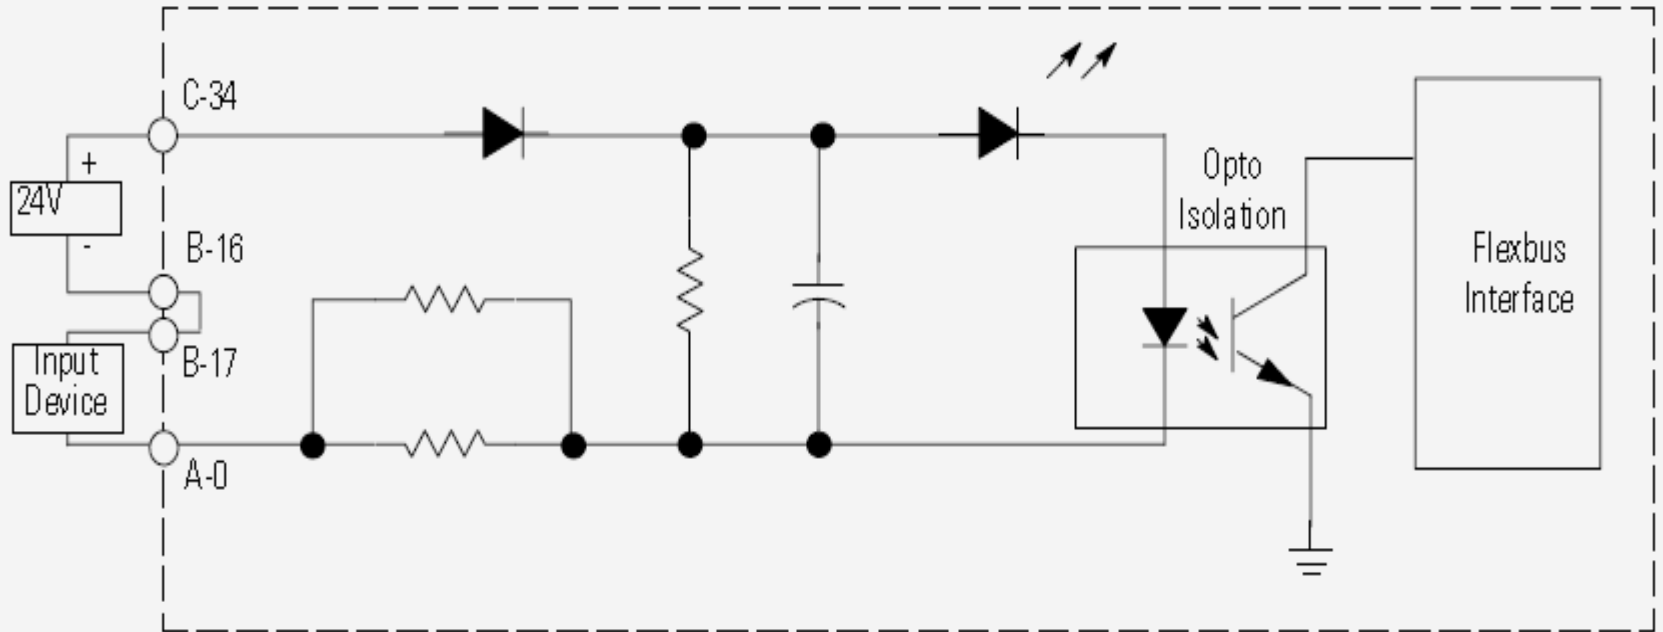 C-34
+
24V
-
B-16
B-17
Input
Device
A-0
Opto
Isolation
Flexbus
Interface